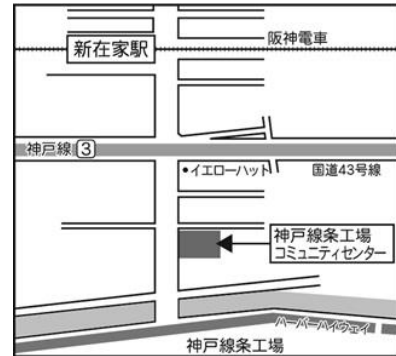 阪神電車
新在家駅
神戸線 3
・イエローハット
国道43号線
神戸線条工場
コミュニティセンター
ハーバーハイウェイ
神戸線条工場